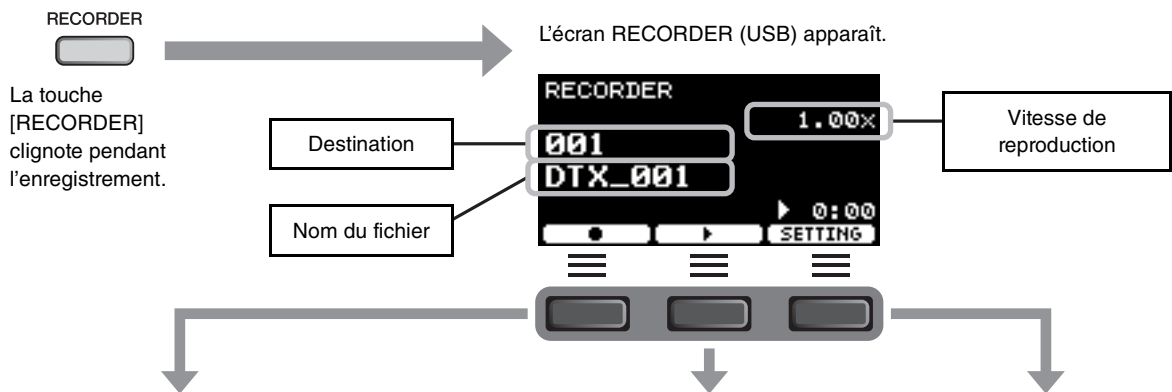 RECORDER
L'écran RECORDER (USB) apparaît.
La touche
[RECORDER]
clignote pendant
l'enregistrement.
Destination
Nom du fichier
RECORDER
1.00x
001
DTX_001
▶ 0:00
● ▶ SETTING
Vitesse de
reproduction